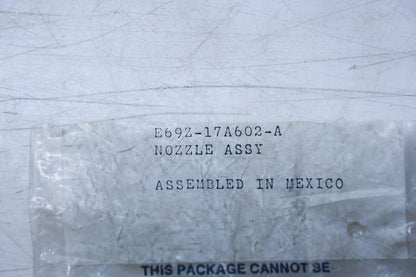 E69Z-17A602-A
NOZZLE ASSY
ASSEMBLED IN MEXICO
THIS PACKAGE CANNOT BE